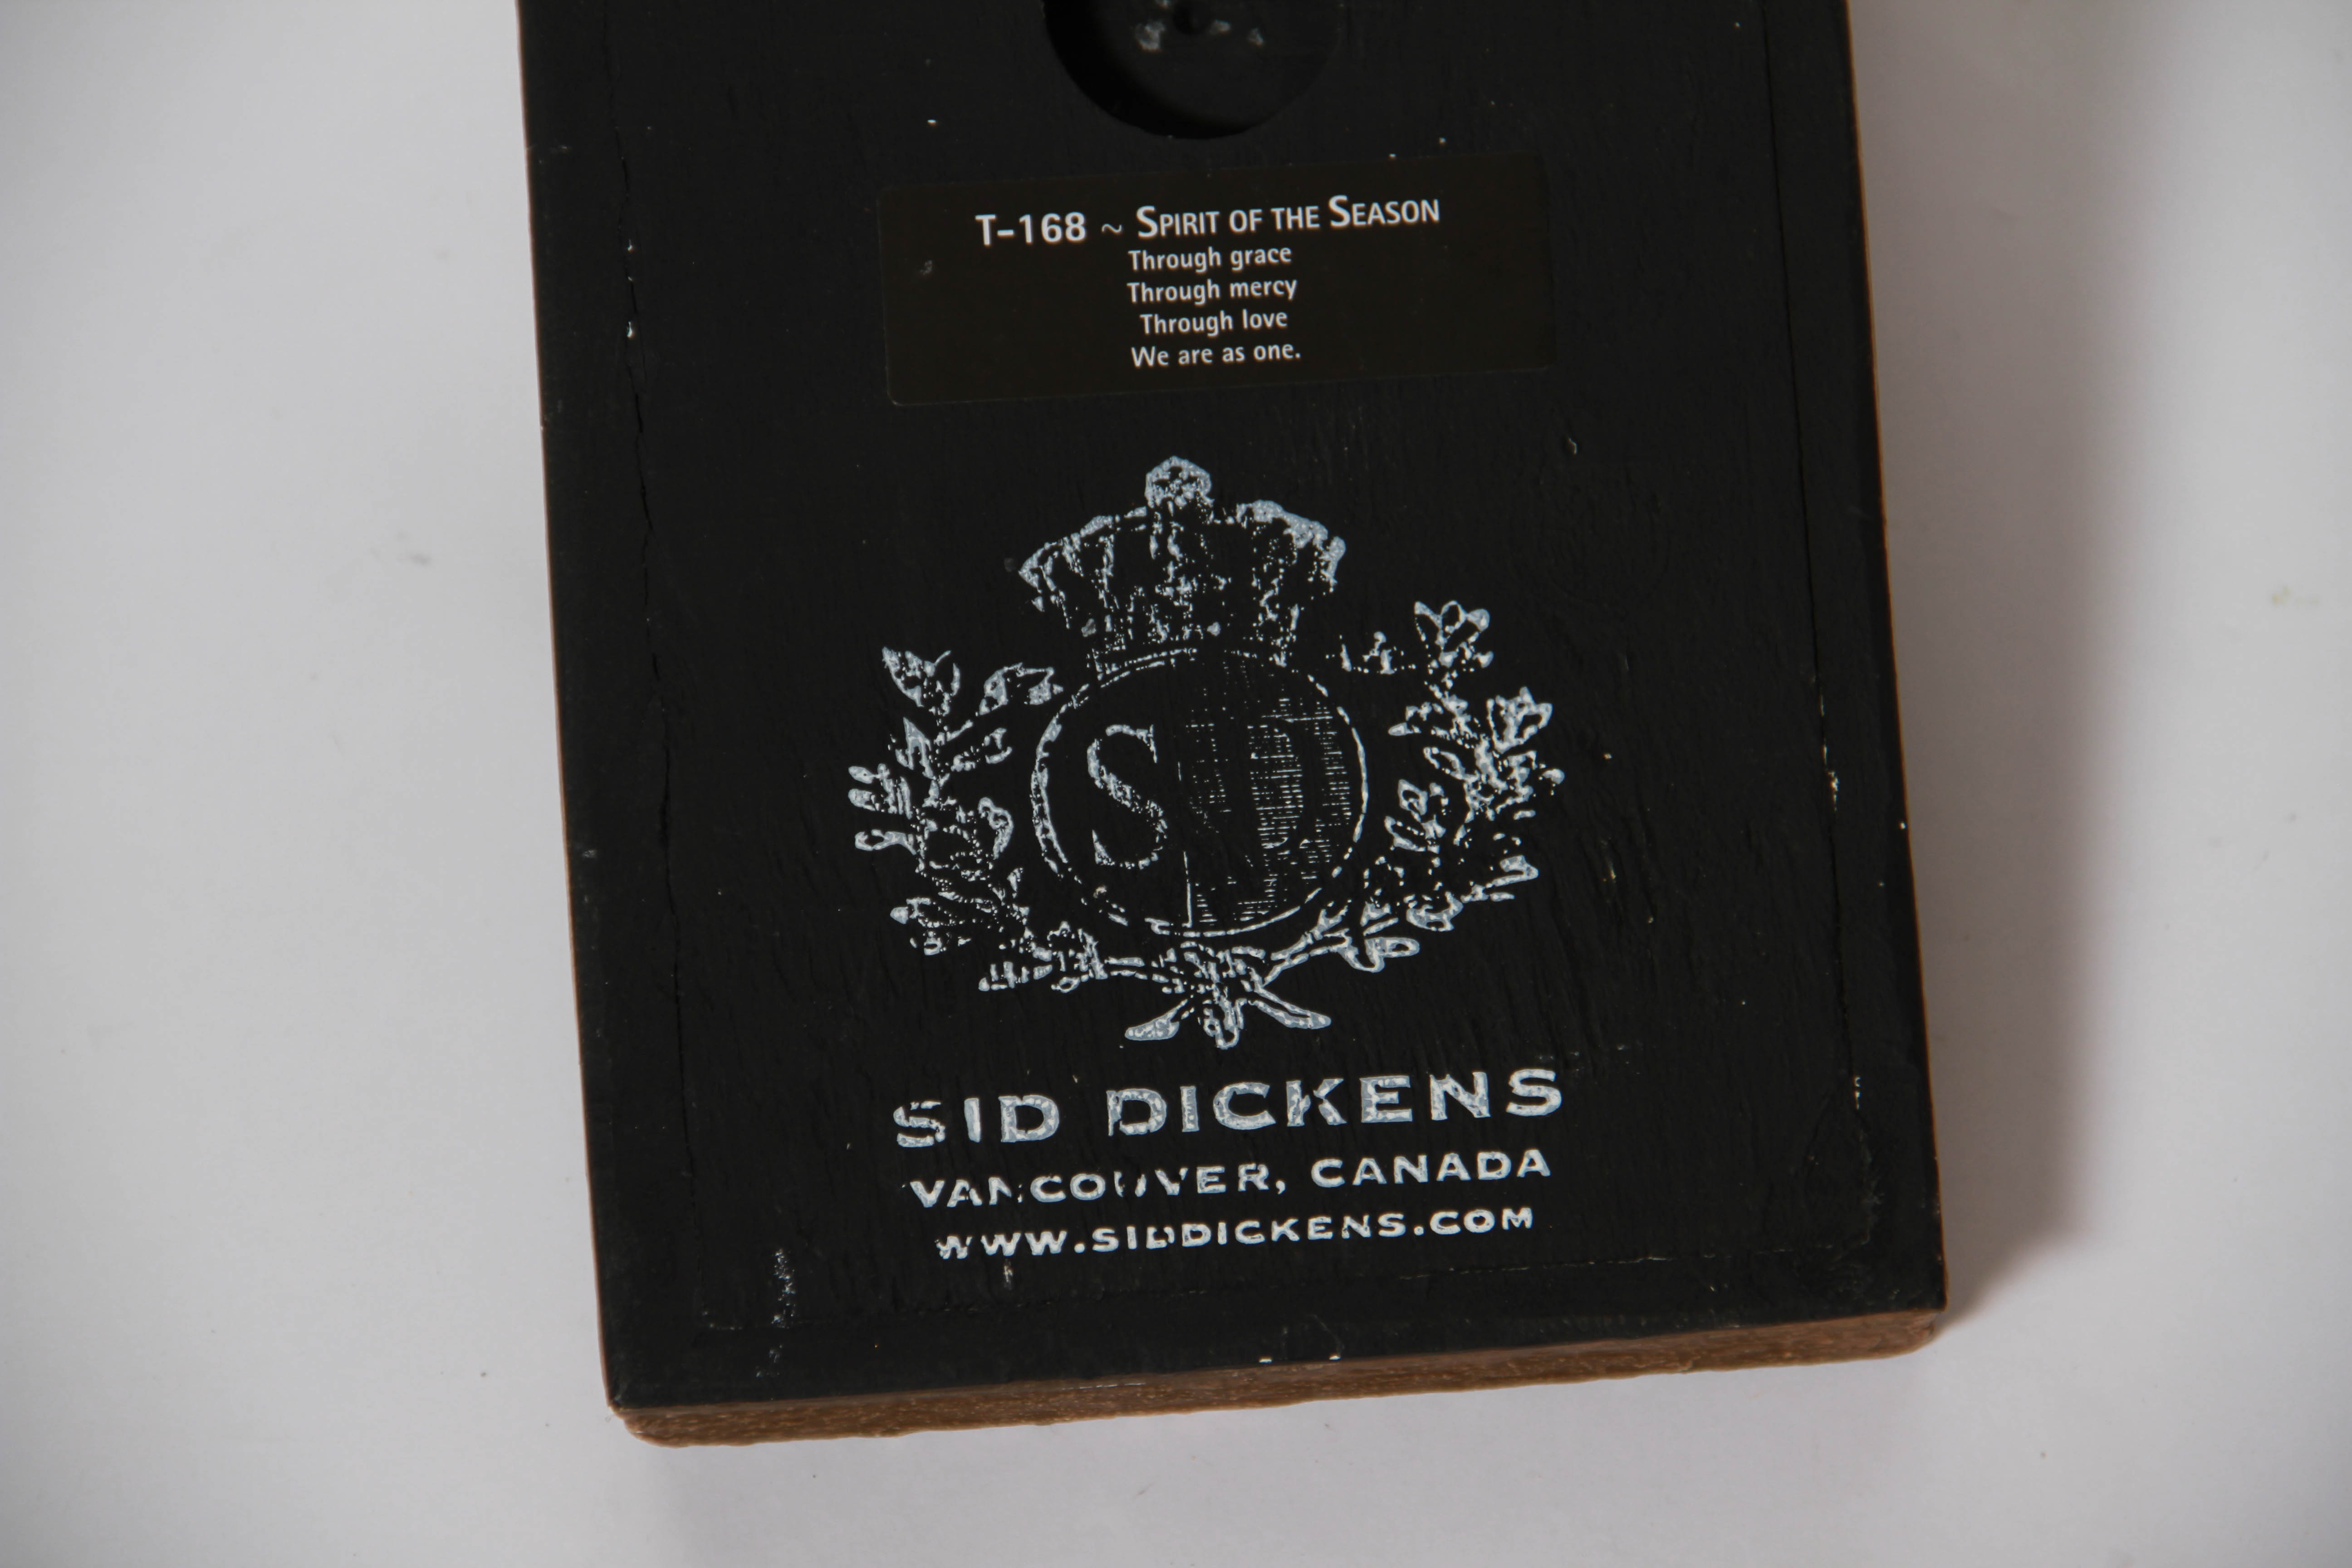 T-168 ~ SPIRIT OF THE SEASON
Through grace
Through mercy
Through love
We are as one.
SD
SID DICKENS
VANCOUVER, CANADA
WWW.SIDDICKENS.COM